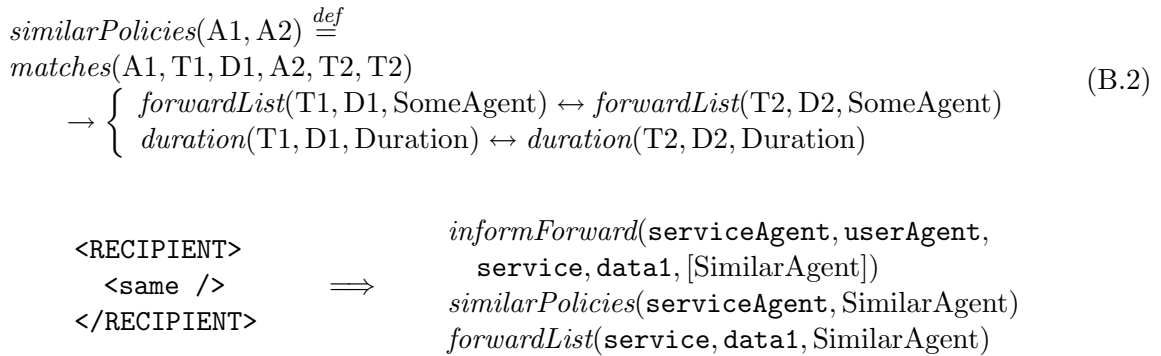 similarPolicies(A1, A2) ≝
matches(A1, T1, D1, A2, T2, T2)
→ { forwardList(T1, D1, SomeAgent) ↔ forwardList(T2, D2, SomeAgent)
duration(T1, D1, Duration) ↔ duration(T2, D2, Duration)
(B.2)
<RECIPIENT>
<same />
</RECIPIENT>
⟹
informForward(serviceAgent, userAgent,
service, data1, [SimilarAgent])
similarPolicies(serviceAgent, SimilarAgent)
forwardList(service, data1, SimilarAgent)